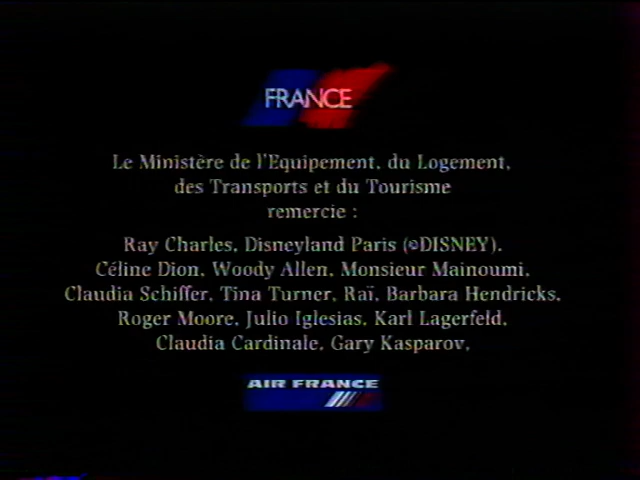 FRANCE
Le Ministère de l'Equipement, du Logement,
des Transports et du Tourisme
remercie :
Ray Charles, Disneyland Paris (©DISNEY),
Céline Dion, Woody Allen, Monsieur Mainoumi,
Claudia Schiffer, Tina Turner, Raï, Barbara Hendricks,
Roger Moore, Julio Iglesias, Karl Lagerfeld,
Claudia Cardinale, Gary Kasparov,
AIR FRANCE